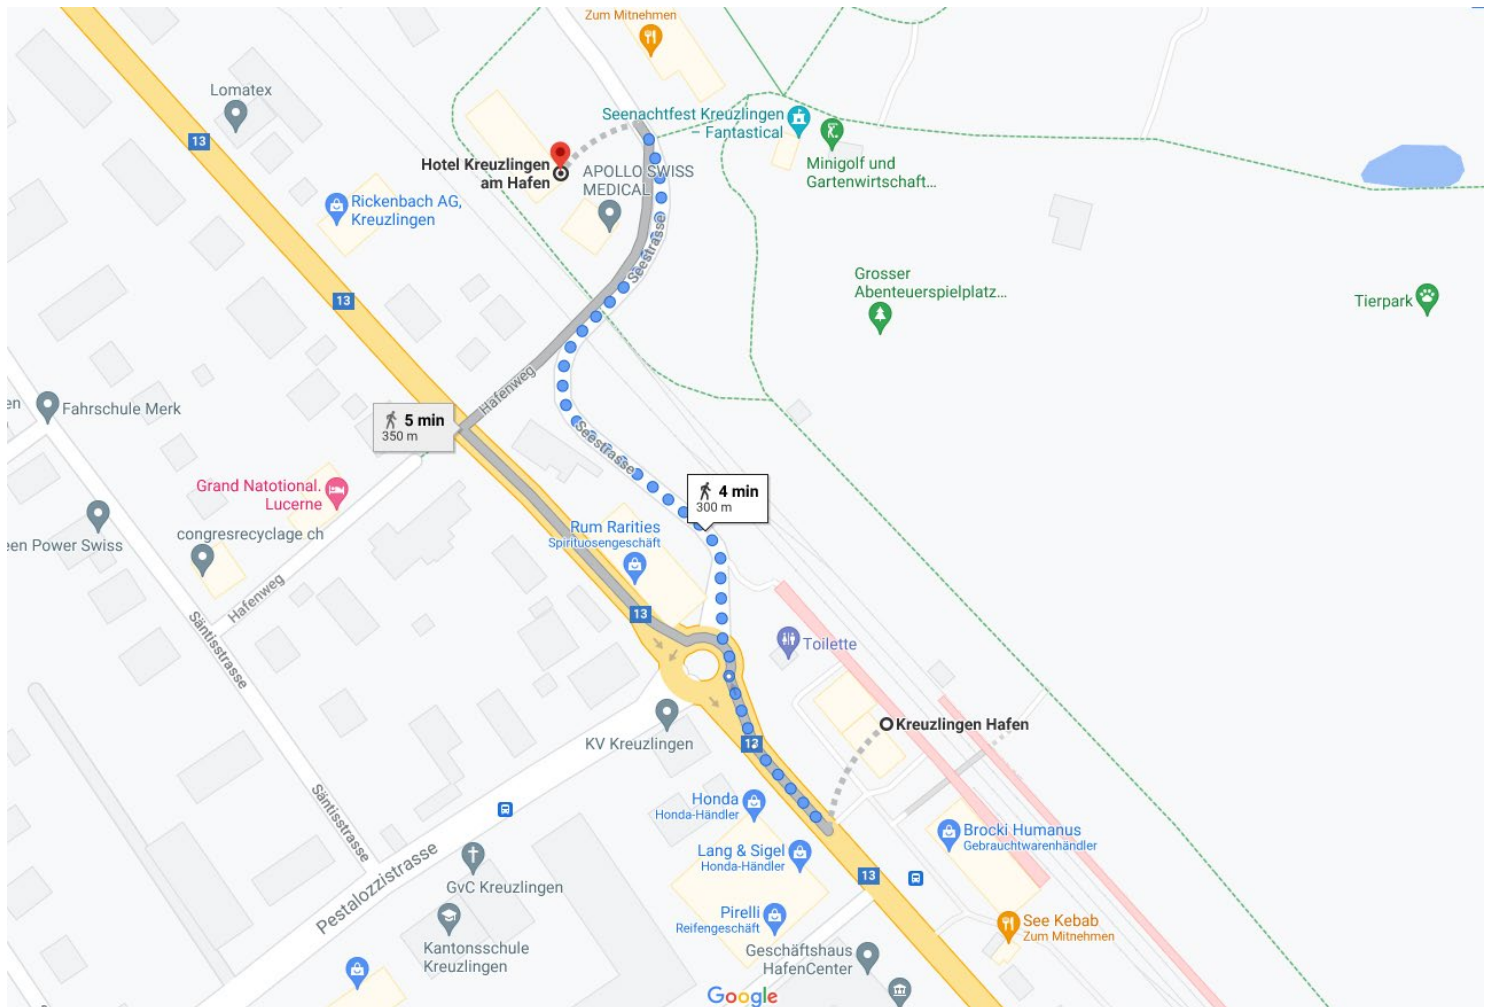 Zum Mitnehmen
Lomatex
Seenachtfest Kreuzlingen
– Fantastical
13
Minigolf und
Gartenwirtschaft...
Hotel Kreuzlingen
am Hafen
APOLLO SWISS
MEDICAL
Rickenbach AG,
Kreuzlingen
Seestrasse
Grosser
Abenteuerspielplatz...
Tierpark
13
Hafenweg
en
Fahrschule Merk
5 min
350 m
Seestrasse
Grand Natotional.
Lucerne
4 min
300 m
congresrecyclage ch
een Power Swiss
Rum Rarities
Spirituosengeschäft
Hafenweg
13
Säntisstrasse
Toilette
Kreuzlingen Hafen
KV Kreuzlingen
13
Säntisstrasse
Honda
Honda-Händler
Brocki Humanus
Gebrauchtwarenhändler
Lang & Sigel
Honda-Händler
13
Pestalozzistrasse
GvC Kreuzlingen
Pirelli
Reifengeschäft
See Kebab
Zum Mitnehmen
Kantonsschule
Kreuzlingen
Geschäftshaus
HafenCenter
Google